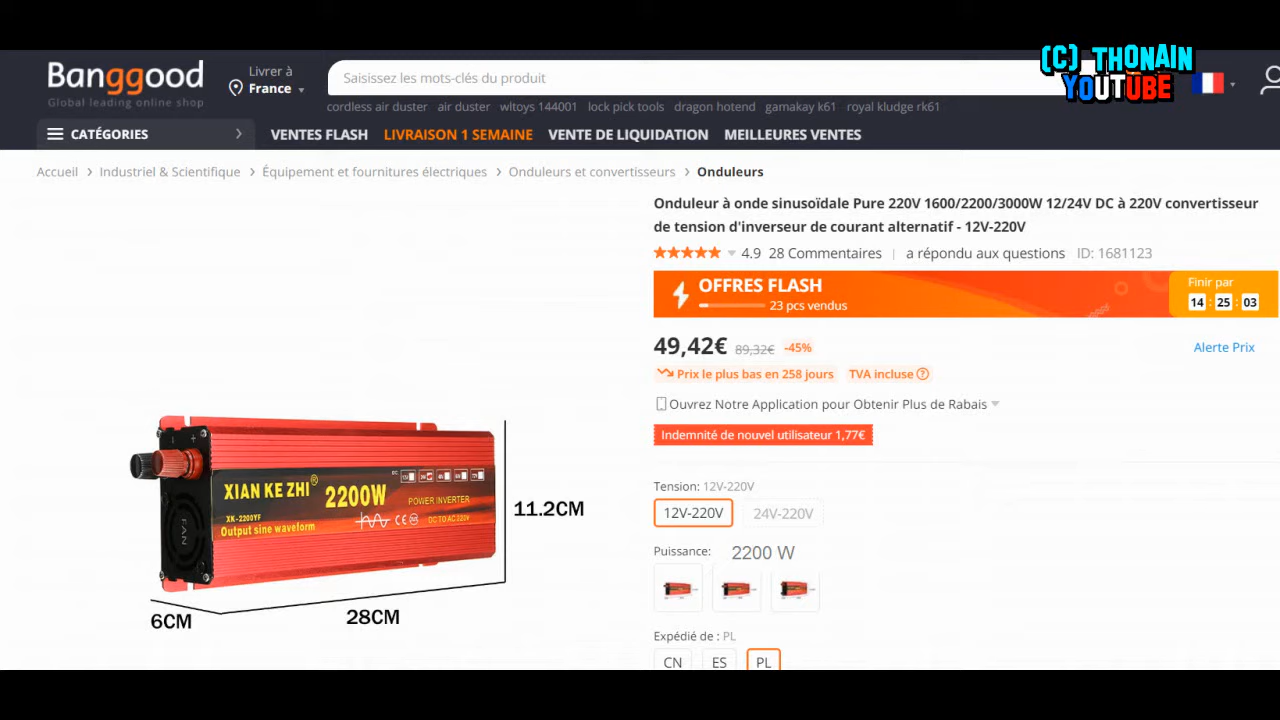 (C) THONAIN
YOUTUBE
Banggood
Global leading online shop
Livrer à
France
Saisissez les mots-clés du produit
cordless air duster air duster wltoys 144001 lock pick tools dragon hotend gamakay k61 royal kludge rk61
CATÉGORIES
VENTES FLASH LIVRAISON 1 SEMAINE VENTE DE LIQUIDATION MEILLEURES VENTES
Accueil > Industriel & Scientifique > Équipement et fournitures électriques > Onduleurs et convertisseurs > Onduleurs
Onduleur à onde sinusoïdale Pure 220V 1600/2200/3000W 12/24V DC à 220V convertisseur
de tension d'inverseur de courant alternatif - 12V-220V
4.9 28 Commentaires | a répondu aux questions ID: 1681123
OFFRES FLASH
23 pcs vendus
Finir par
14 : 25 : 03
49,42€ 89,32€ -45%
Alerte Prix
Prix le plus bas en 258 jours TVA incluse
Ouvrez Notre Application pour Obtenir Plus de Rabais
Indemnité de nouvel utilisateur 1,77€
Tension: 12V-220V
12V-220V 24V-220V
Puissance: 2200 W
Expédié de : PL
CN ES PL
XIAN KE ZHI®
2200W
POWER INVERTER
XK-2200YF
Output sine waveform
CE
DC TO AC 220V
FAN
11.2CM
28CM
6CM